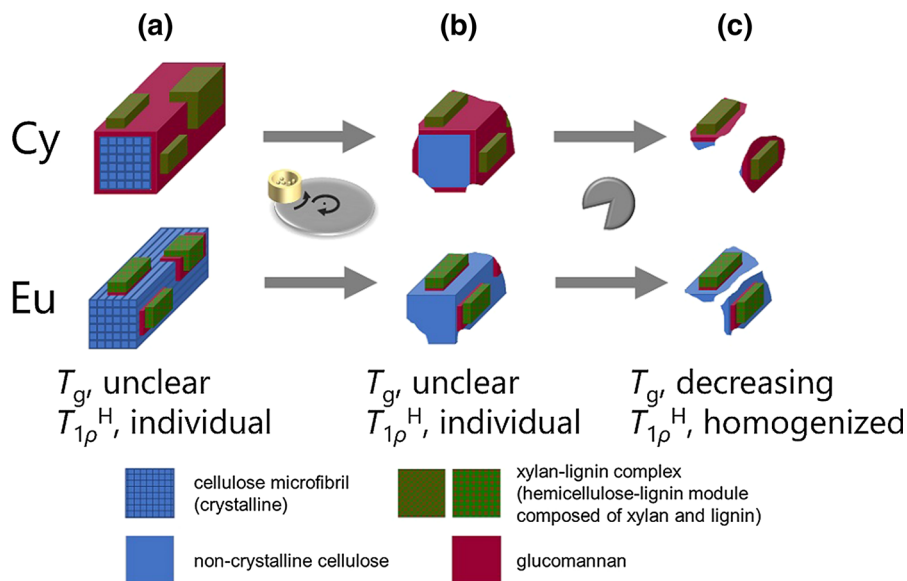 (a) (b) (c)
Cy
Eu
Tg, unclear Tg, unclear Tg, decreasing
T1ρH, individual T1ρH, individual T1ρH, homogenized
cellulose microfibril
(crystalline)
xylan-lignin complex
(hemicellulose-lignin module
composed of xylan and lignin)
non-crystalline cellulose
glucomannan